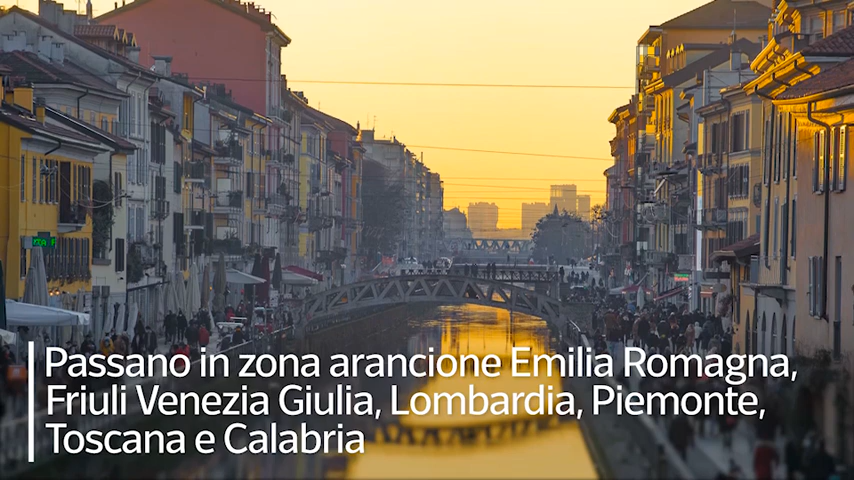 Passano in zona arancione Emilia Romagna,
Friuli Venezia Giulia, Lombardia, Piemonte,
Toscana e Calabria